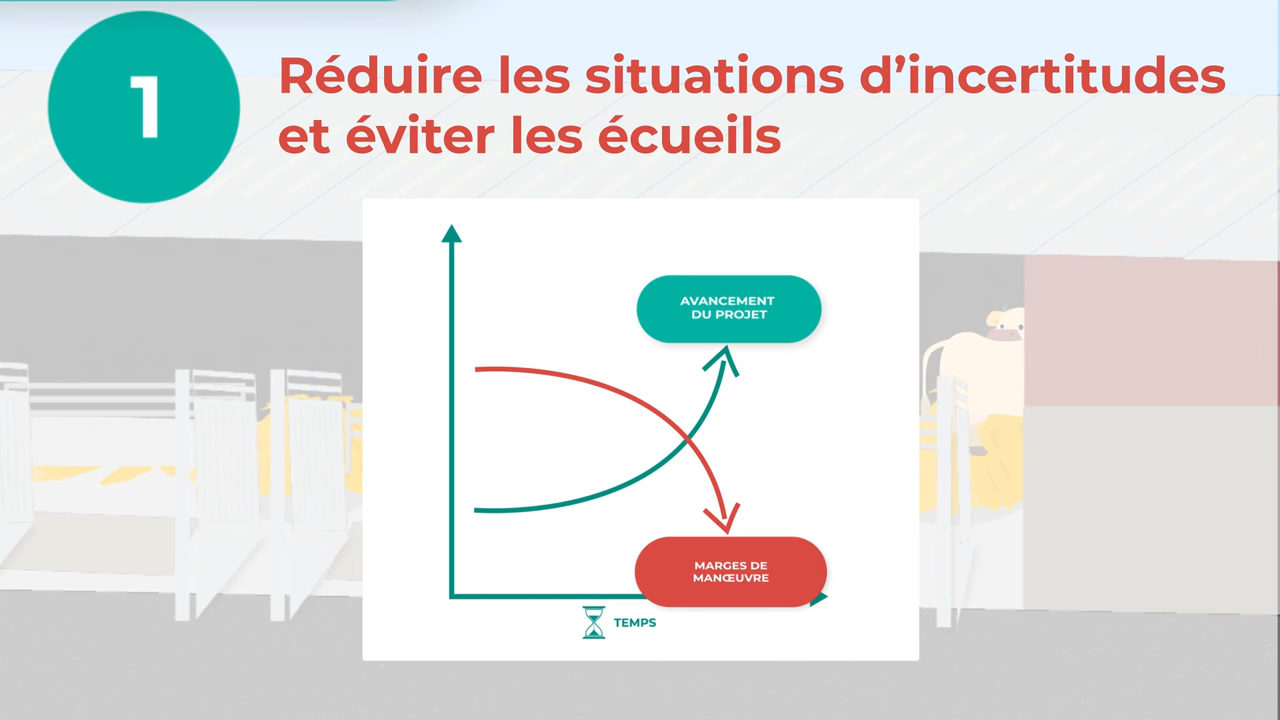 1
Réduire les situations d’incertitudes
et éviter les écueils
AVANCEMENT
DU PROJET
MARGES DE
MANŒUVRE
TEMPS